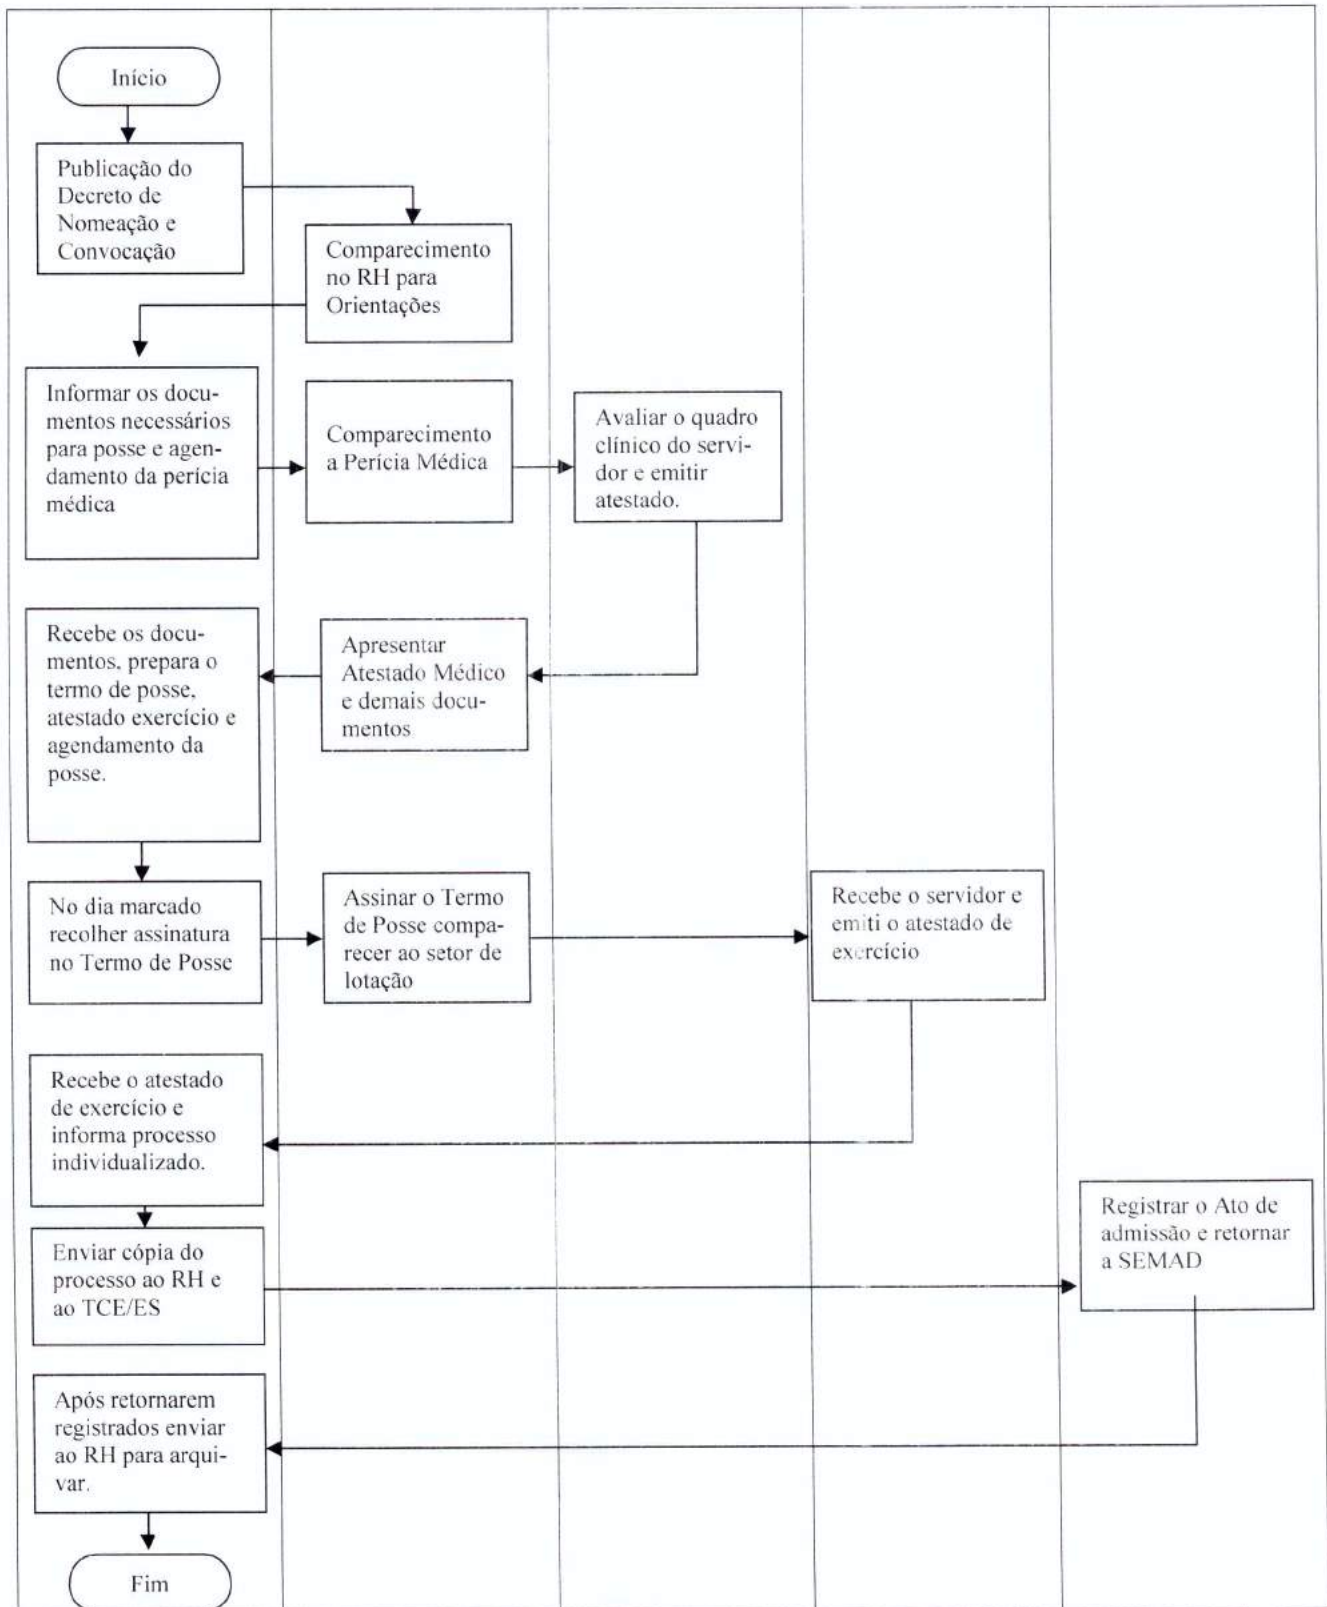 Início
Publicação do
Decreto de
Nomeação e
Convocação
Comparecimento
no RH para
Orientações
Informar os docu-
mentos necessários
para posse e agen-
damento da perícia
médica
Comparecimento
a Perícia Médica
Avaliar o quadro
clínico do servi-
dor e emitir
atestado.
Apresentar
Atestado Médico
e demais docu-
mentos
Recebe os docu-
mentos, prepara o
termo de posse,
atestado exercício e
agendamento da
posse.
No dia marcado
recolher assinatura
no Termo de Posse
Assinar o Termo
de Posse compa-
recer ao setor de
lotação
Recebe o servidor e
emiti o atestado de
exercício
Recebe o atestado
de exercício e
informa processo
individualizado.
Enviar cópia do
processo ao RH e
ao TCE/ES
Registrar o Ato de
admissão e retornar
a SEMAD
Após retornarem
registrados enviar
ao RH para arqui-
var.
Fim